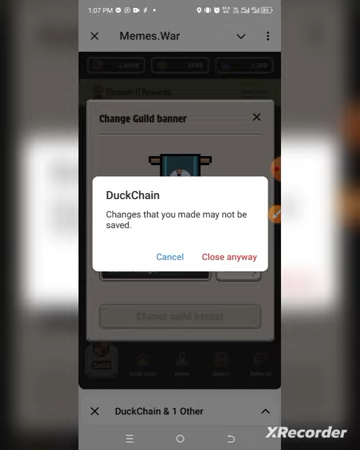 1:07 PM
Memes.War
Change Guild banner
DuckChain
Changes that you made may not be
saved.
Cancel
Close anyway
Change guild banner
DuckChain & 1 Other
XRecorder